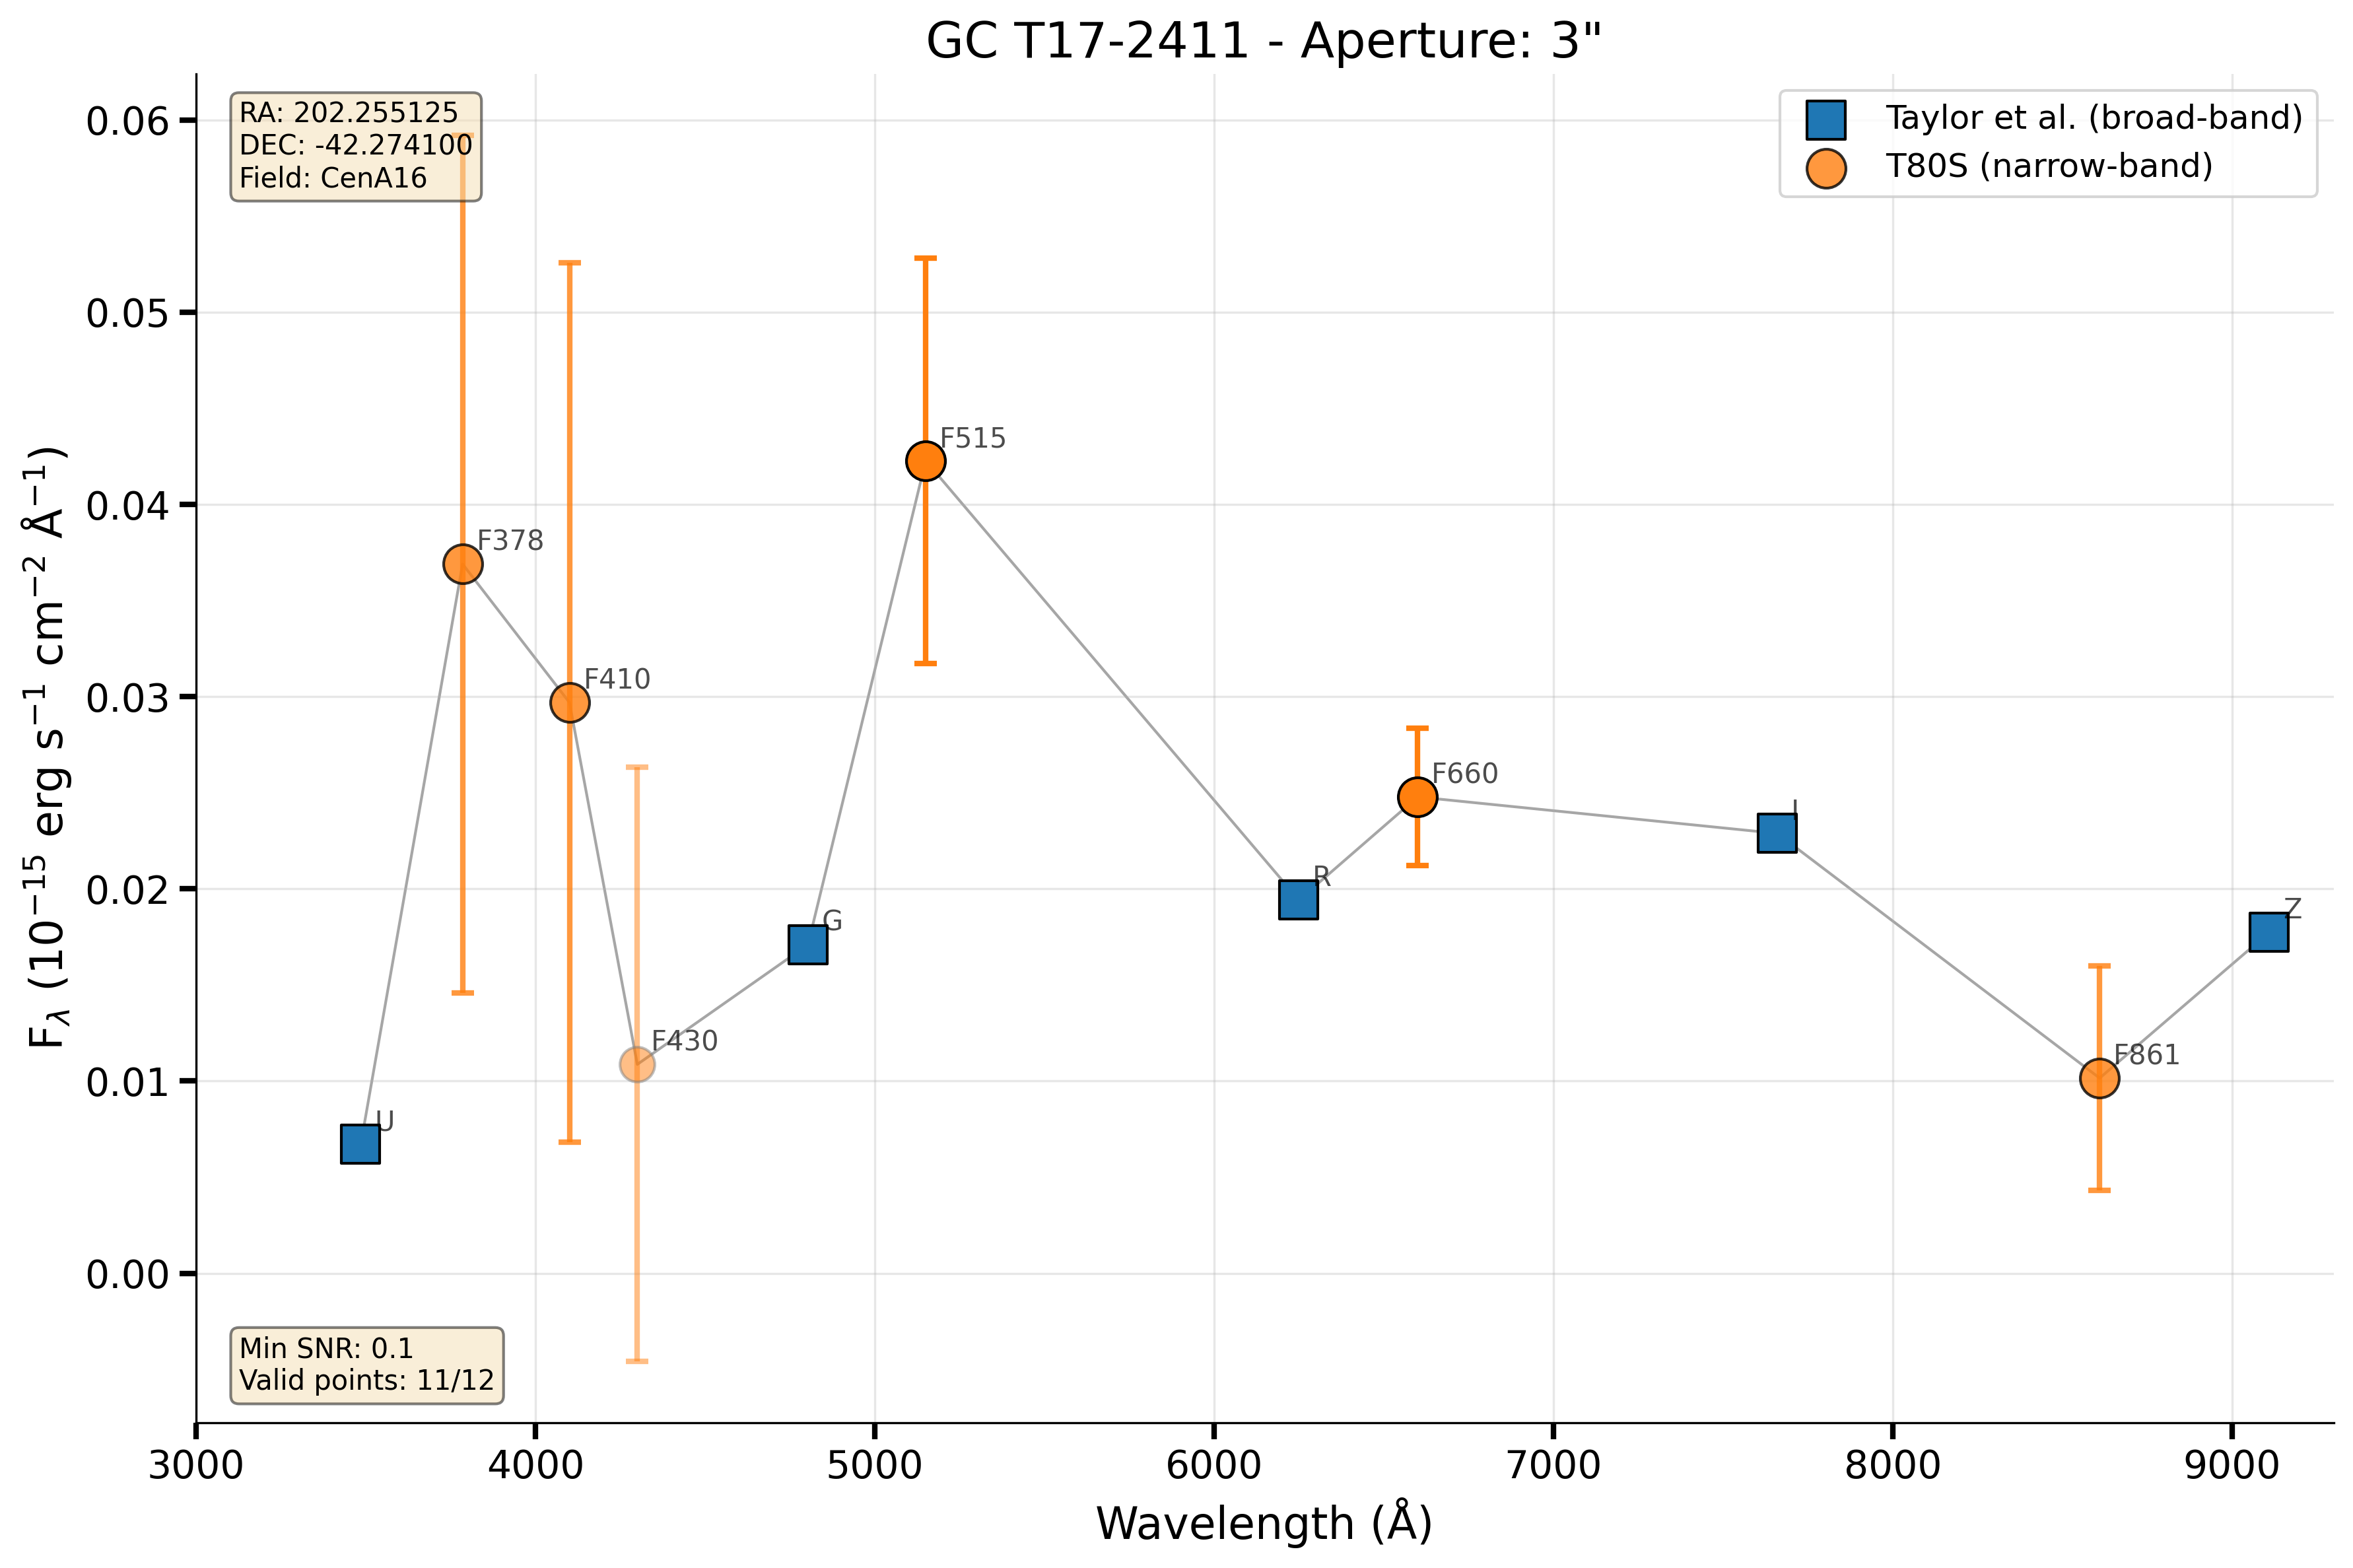 GC T17-2411 - Aperture: 3"
RA: 202.255125
DEC: -42.274100
Field: CenA16
Taylor et al. (broad-band)
T80S (narrow-band)
0.06
0.05
0.04
0.03
0.02
0.01
0.00
F_λ (10⁻¹⁵ erg s⁻¹ cm⁻² Å⁻¹)
U
F378
F410
F430
G
F515
R
F660
I
F861
Z
Min SNR: 0.1
Valid points: 11/12
3000 4000 5000 6000 7000 8000 9000
Wavelength (Å)